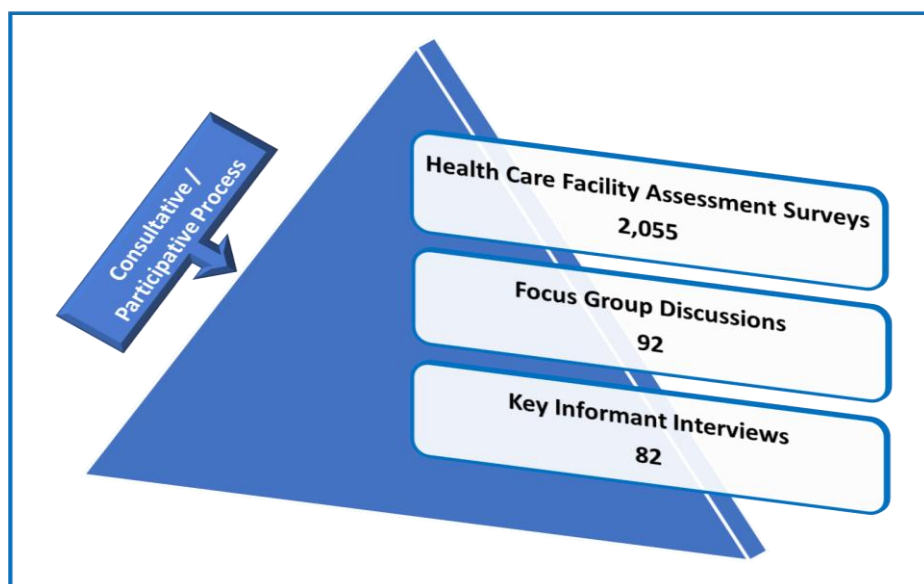 Consultative /
Participative Process
Health Care Facility Assessment Surveys
2,055
Focus Group Discussions
92
Key Informant Interviews
82